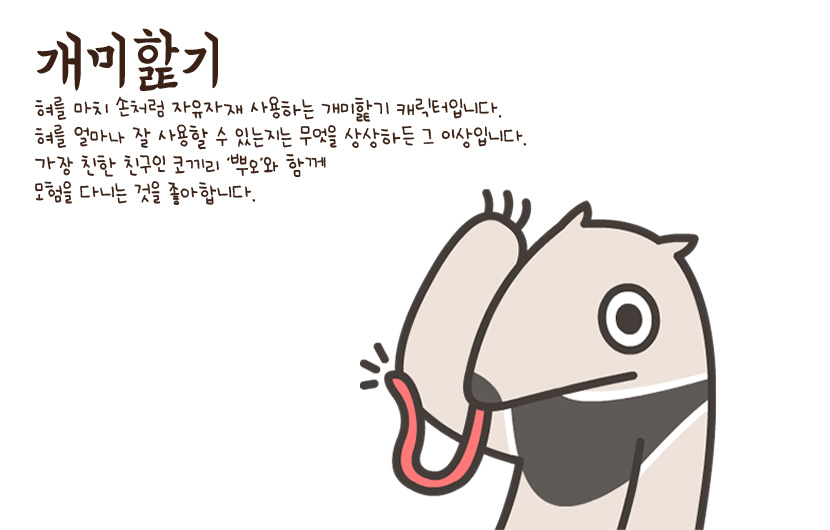 개미핥기
혀를 마치 손처럼 자유자재 사용하는 개미핥기 캐릭터입니다.
혀를 얼마나 잘 사용할 수 있는지는 무엇을 상상하든 그 이상입니다.
가장 친한 친구인 코끼리 '뿌오'와 함께
모험을 다니는 것을 좋아합니다.